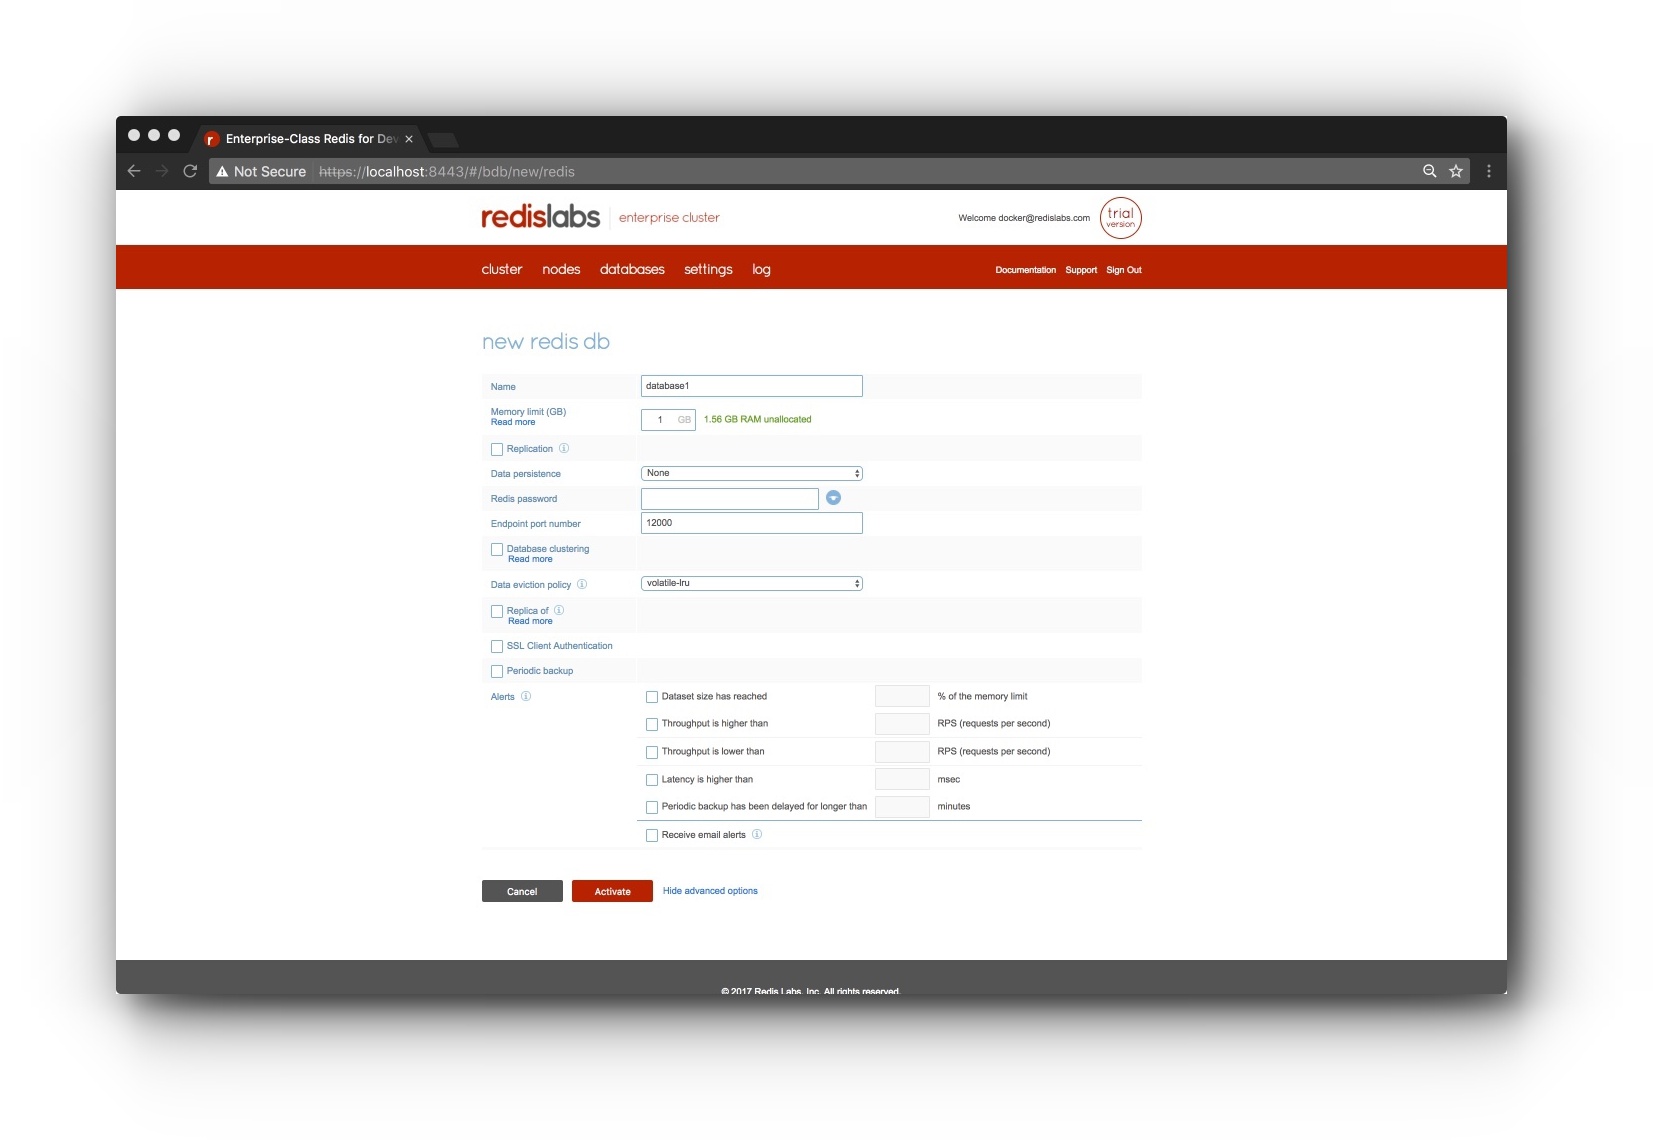 Enterprise-Class Redis for Dev
Not Secure https://localhost:8443/#/bdb/new/redis
redislabs enterprise cluster Welcome docker@redislabs.com trial version
cluster nodes databases settings log Documentation Support Sign Out
new redis db
Name database1
Memory limit (GB) 1 GB 1.56 GB RAM unallocated
Read more
Replication
Data persistence None
Redis password
Endpoint port number 12000
Database clustering
Read more
Data eviction policy volatile-lru
Replica of
Read more
SSL Client Authentication
Periodic backup
Alerts Dataset size has reached % of the memory limit
Throughput is higher than RPS (requests per second)
Throughput is lower than RPS (requests per second)
Latency is higher than msec
Periodic backup has been delayed for longer than minutes
Receive email alerts
Cancel Activate Hide advanced options
© 2017 Redis Labs, Inc. All rights reserved.